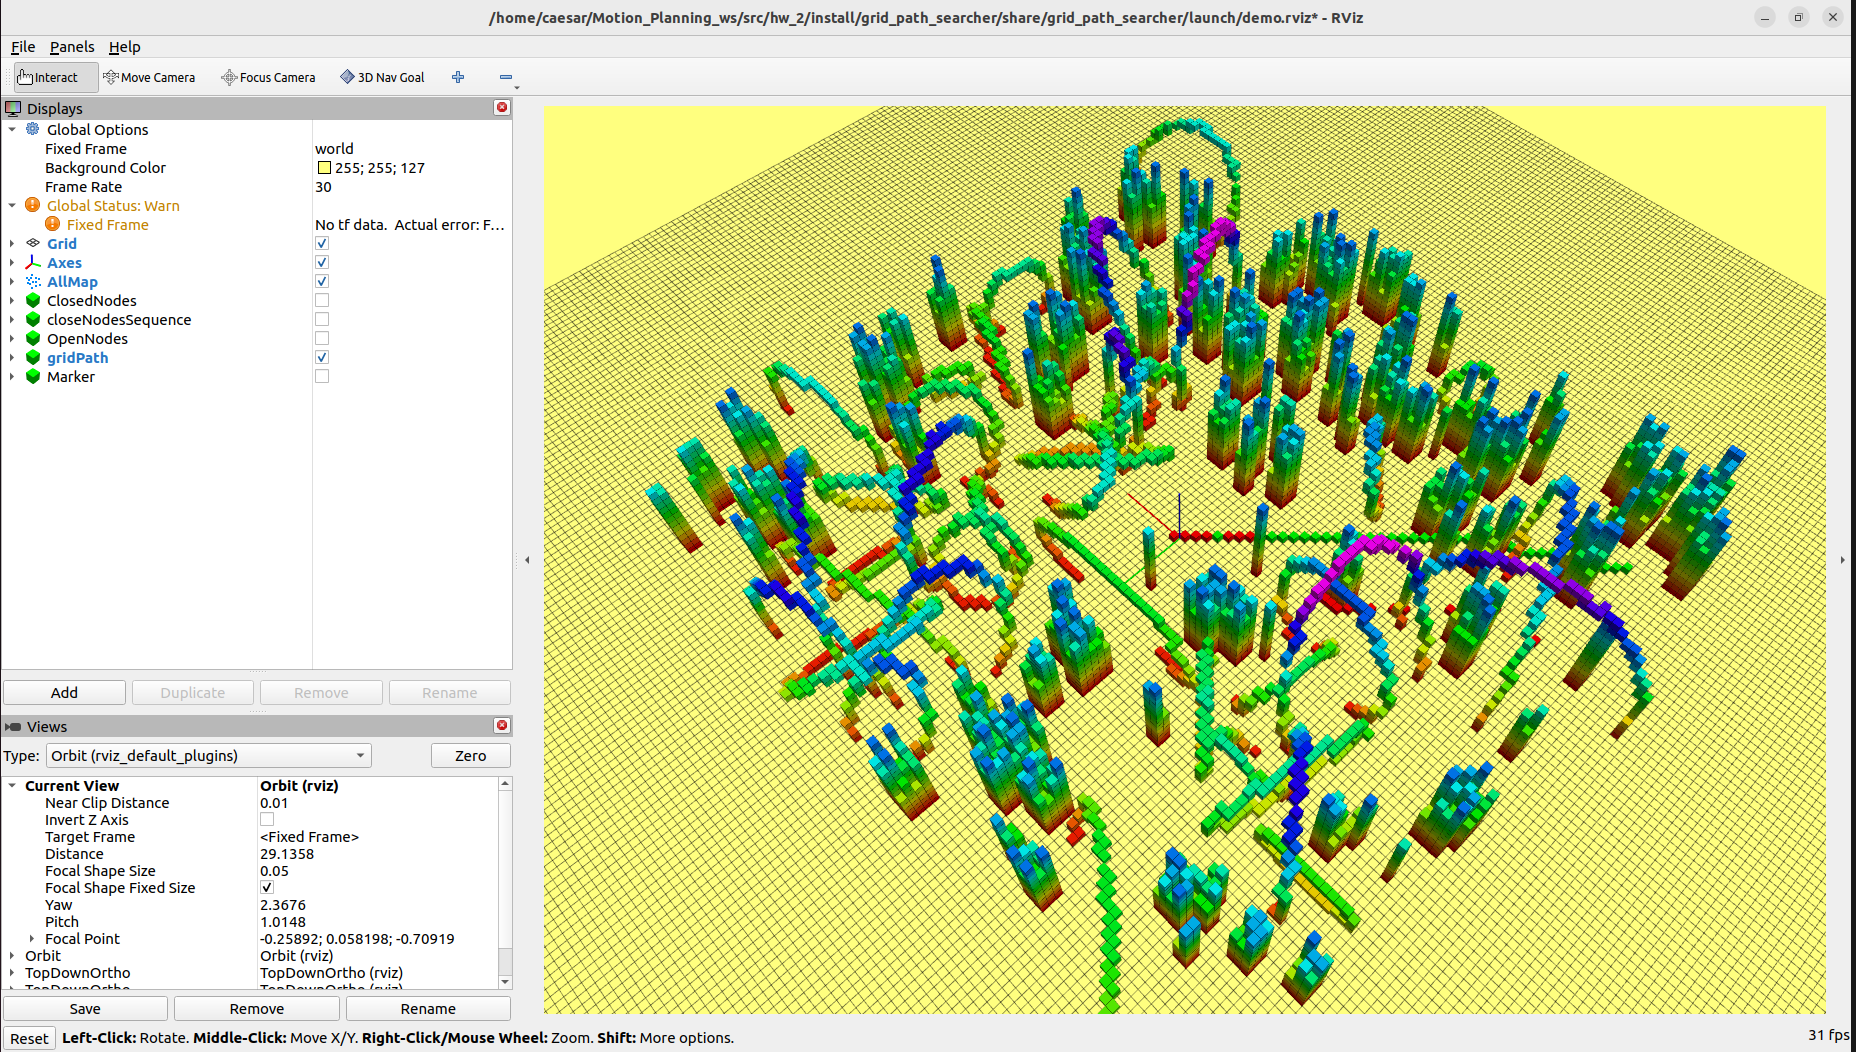 /home/caesar/Motion_Planning_ws/src/hw_2/install/grid_path_searcher/share/grid_path_searcher/launch/demo.rviz* - RViz
File Panels Help
Interact Move Camera Focus Camera 3D Nav Goal
Displays
Global Options
Fixed Frame world
Background Color 255; 255; 127
Frame Rate 30
Global Status: Warn
Fixed Frame No tf data. Actual error: F...
Grid
Axes
AllMap
ClosedNodes
closeNodesSequence
OpenNodes
gridPath
Marker
Add Duplicate Remove Rename
Views
Type: Orbit (rviz_default_plugins) Zero
Current View Orbit (rviz)
Near Clip Distance 0.01
Invert Z Axis
Target Frame <Fixed Frame>
Distance 29.1358
Focal Shape Size 0.05
Focal Shape Fixed Size
Yaw 2.3676
Pitch 1.0148
Focal Point -0.25892; 0.058198; -0.70919
Orbit Orbit (rviz)
TopDownOrtho TopDownOrtho (rviz)
TopDownOrtho TopDownOrtho (rviz)
Save Remove Rename
Reset Left-Click: Rotate. Middle-Click: Move X/Y. Right-Click/Mouse Wheel: Zoom. Shift: More options. 31 fps